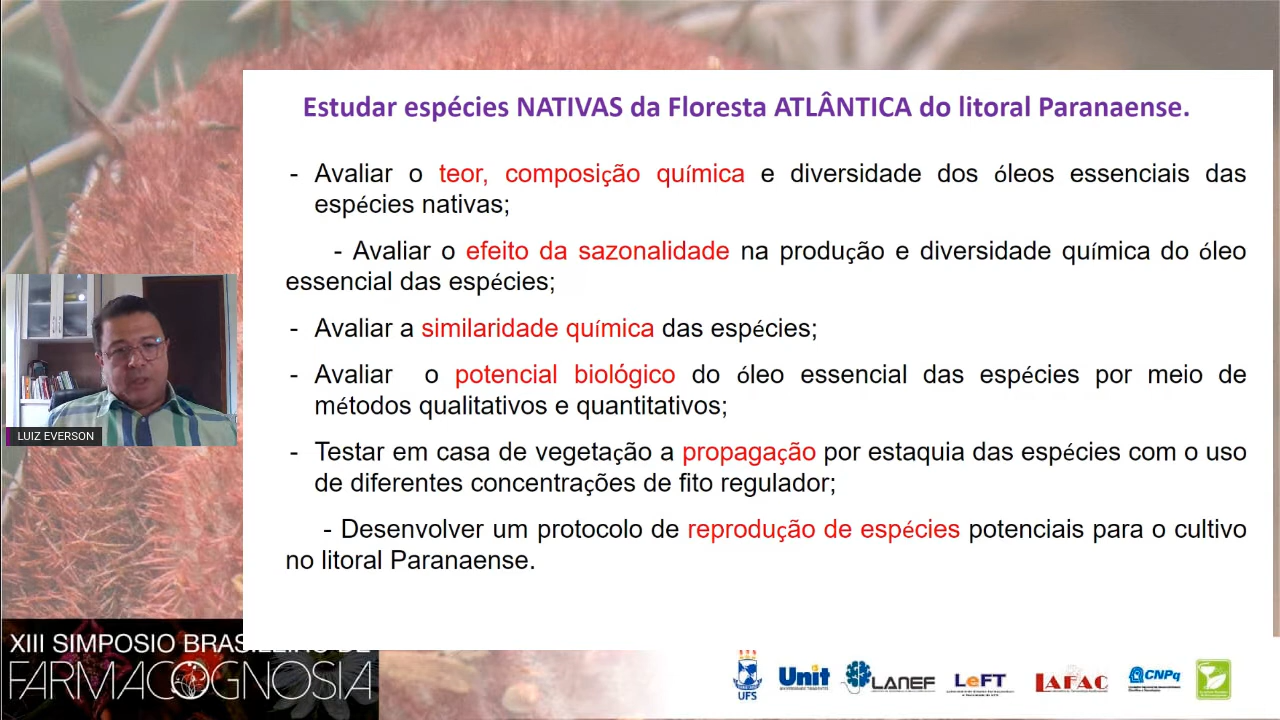 Estudar espécies NATIVAS da Floresta ATLÂNTICA do litoral Paranaense.
- Avaliar o teor, composição química e diversidade dos óleos essenciais das
espécies nativas;
- Avaliar o efeito da sazonalidade na produção e diversidade química do óleo
essencial das espécies;
- Avaliar a similaridade química das espécies;
- Avaliar o potencial biológico do óleo essencial das espécies por meio de
métodos qualitativos e quantitativos;
- Testar em casa de vegetação a propagação por estaquia das espécies com o uso
de diferentes concentrações de fito regulador;
- Desenvolver um protocolo de reprodução de espécies potenciais para o cultivo
no litoral Paranaense.
LUIZ EVERSON
XIII SIMPOSIO BRASILEIRO DE
FARMACOGNOSIA
UFS
Unit
LANEF
LeFT
LAFAC
CNPq